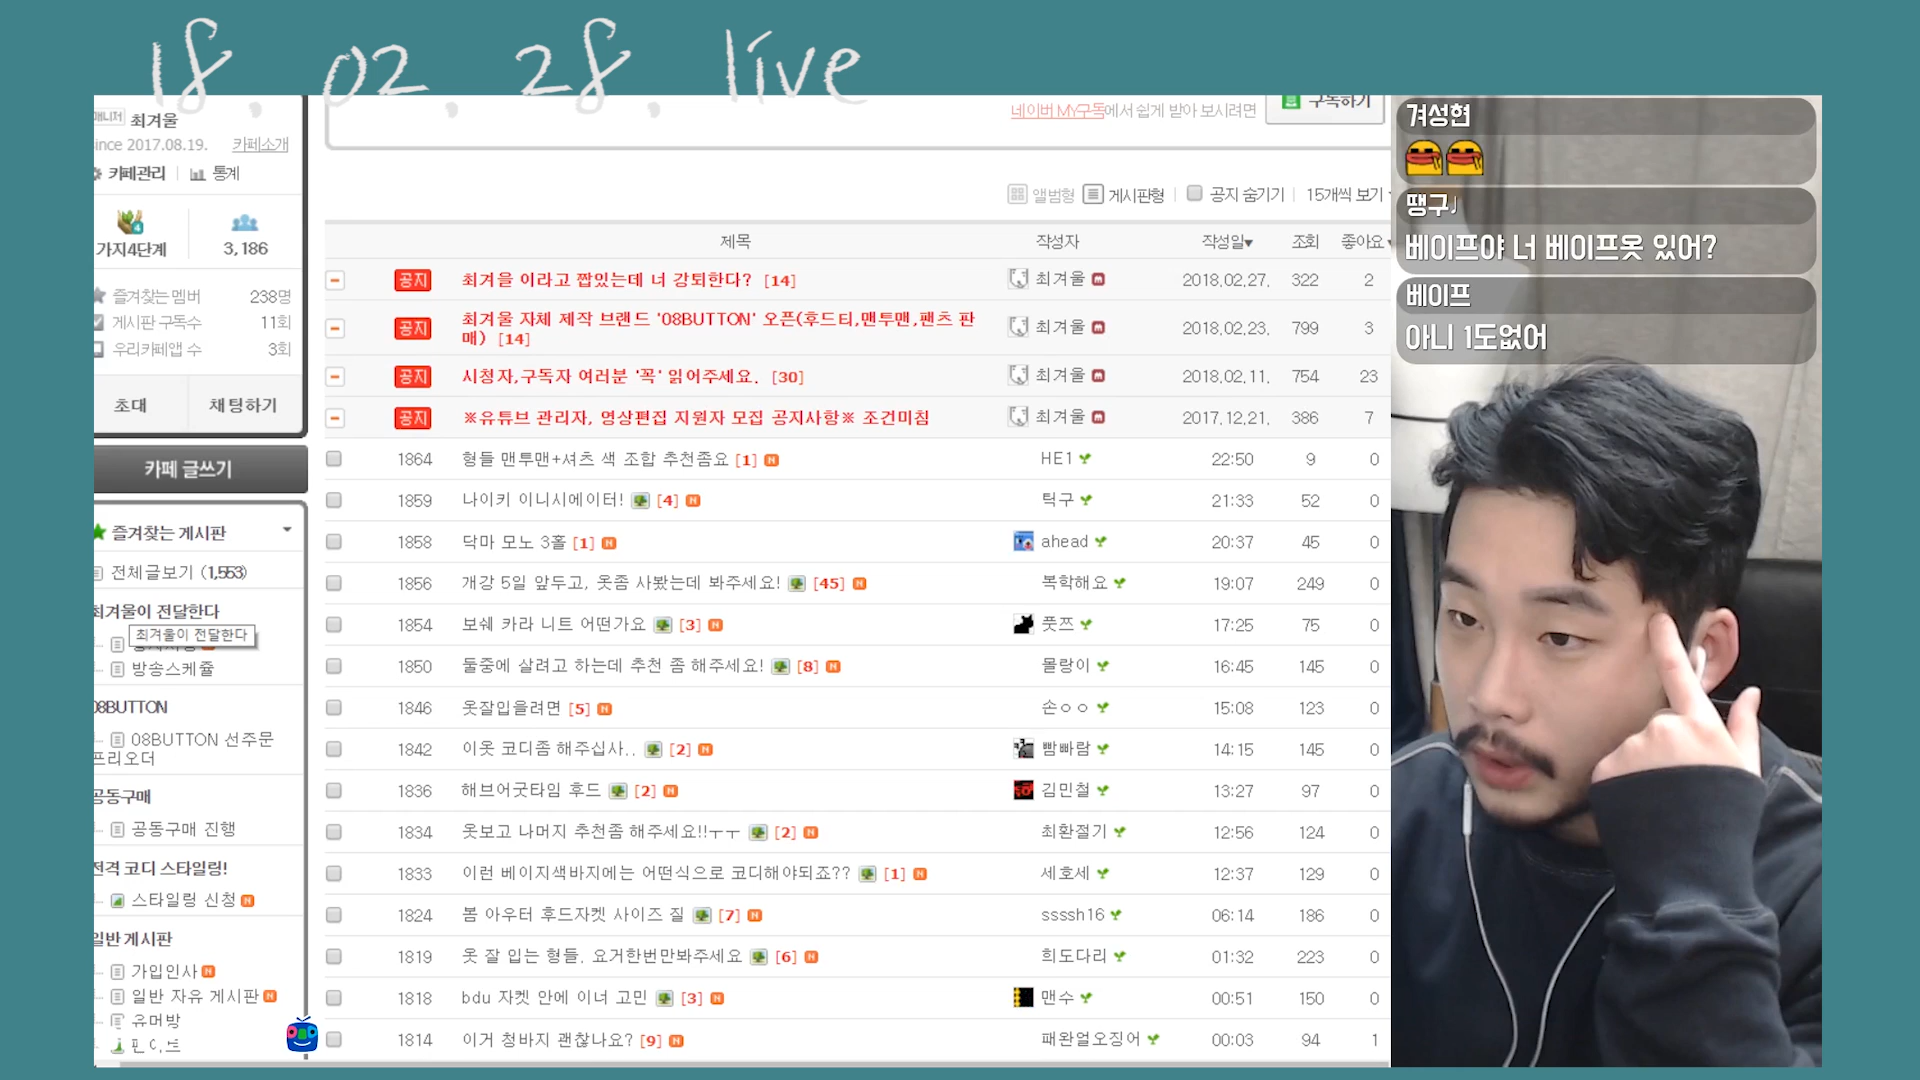 18. 02. 28. live
최겨울
since 2017.08.19. 카페소개
카페관리 통계
가지4단계 3,186
즐겨찾는 멤버 238명
게시판 구독수 11회
우리카페앱 수 3회
초대 채팅하기
카페 글쓰기
즐겨찾는 게시판
전체글보기 (1,553)
최겨울이 전달한다
최겨울이 전달한다
방송스케쥴
08BUTTON
08BUTTON 선주문
프리오더
공동구매
공동구매 진행
전격 코디 스타일링!
스타일링 신청
일반 게시판
가입인사
일반 자유 게시판
유머방
네이버 MY구독에서 쉽게 받아 보시려면 구독하기
앨범형 게시판형 공지 숨기기 15개씩 보기
제목 작성자 작성일 조회 좋아요
공지 최겨울 이라고 짧있는데 너 강퇴한다? [14] 최겨울 2018.02.27. 322 2
공지 최겨울 자체 제작 브랜드 '08BUTTON' 오픈(후드티,맨투맨,팬츠 판
매) [14] 최겨울 2018.02.23. 799 3
공지 시청자,구독자 여러분 '꼭' 읽어주세요. [30] 최겨울 2018.02.11. 754 23
공지 ※유튜브 관리자, 영상편집 지원자 모집 공지사항※ 조건미침 최겨울 2017.12.21. 386 7
1864 형들 맨투맨+셔츠 색 조합 추천좀요 [1] HE1 22:50 9 0
1859 나이키 이니시에이터! [4] 틱구 21:33 52 0
1858 닥마 모노 3홀 [1] ahead 20:37 45 0
1856 개강 5일 앞두고, 옷좀 사봤는데 봐주세요! [45] 복학해요 19:07 249 0
1854 보쉐 카라 니트 어떤가요 [3] 풋쯔 17:25 75 0
1850 둘중에 살려고 하는데 추천 좀 해주세요! [8] 몰랑이 16:45 145 0
1846 옷잘입을려면 [5] 손ㅇㅇ 15:08 123 0
1842 이옷 코디좀 해주십사.. [2] 빰빠람 14:15 145 0
1836 해브어굿타임 후드 [2] 김민철 13:27 97 0
1834 옷보고 나머지 추천좀 해주세요!!ㅜㅜ [2] 최환절기 12:56 124 0
1833 이런 베이지색바지에는 어떤식으로 코디해야되죠?? [1] 세호세 12:37 129 0
1824 봄 아우터 후드자켓 사이즈 질 [7] ssssh16 06:14 186 0
1819 옷 잘 입는 형들. 요거한번만봐주세요 [6] 희도다리 01:32 223 0
1818 bdu 자켓 안에 이너 고민 [3] 맨수 00:51 150 0
1814 이거 청바지 괜찮나요? [9] 패완얼오징어 00:03 94 1
겨성현
땡구♩
베이프야 너 베이프옷 있어?
베이프
아니 1도없어